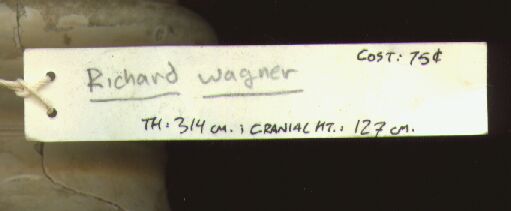 COST: 75¢
Richard Wagner
TH: 314 CM.; CRANIAL HT.: 127 CM.